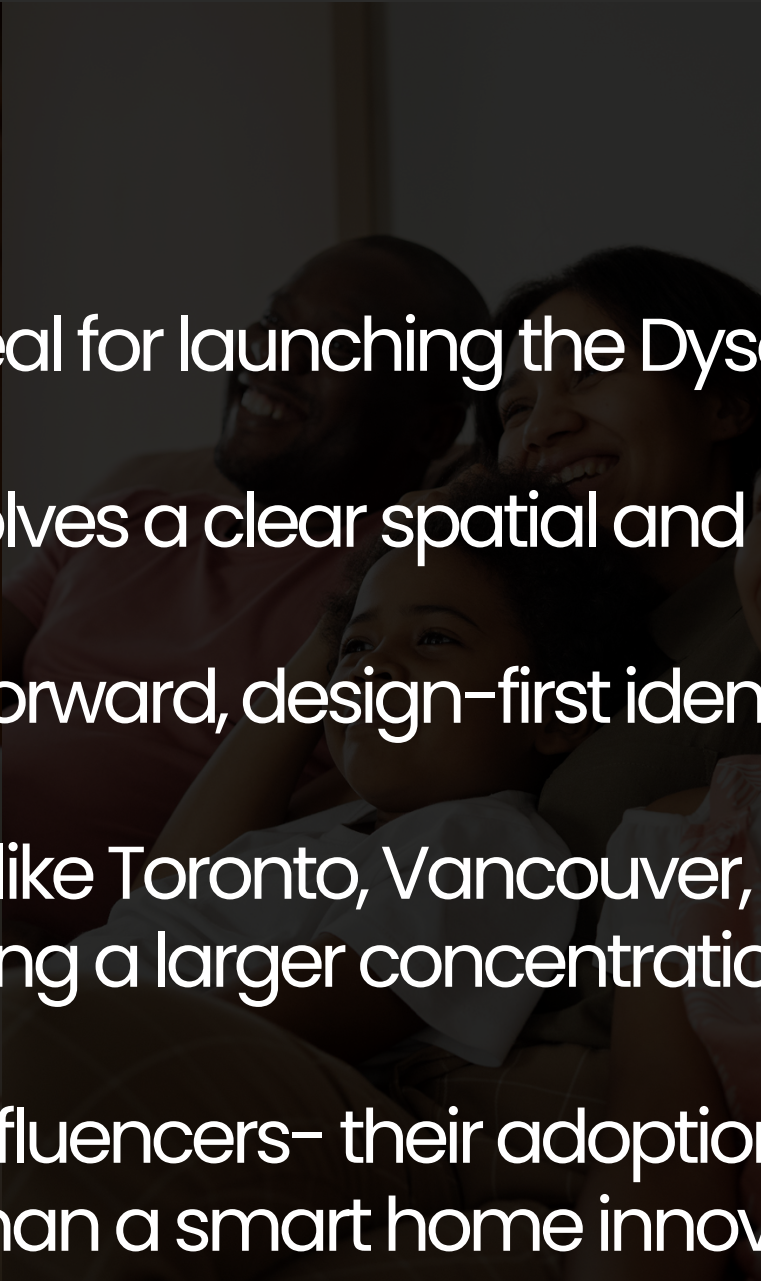 eal for launching the Dys
olves a clear spatial and
orward, design-first iden
like Toronto, Vancouver,
ng a larger concentratio
fluencers- their adoption
han a smart home innov